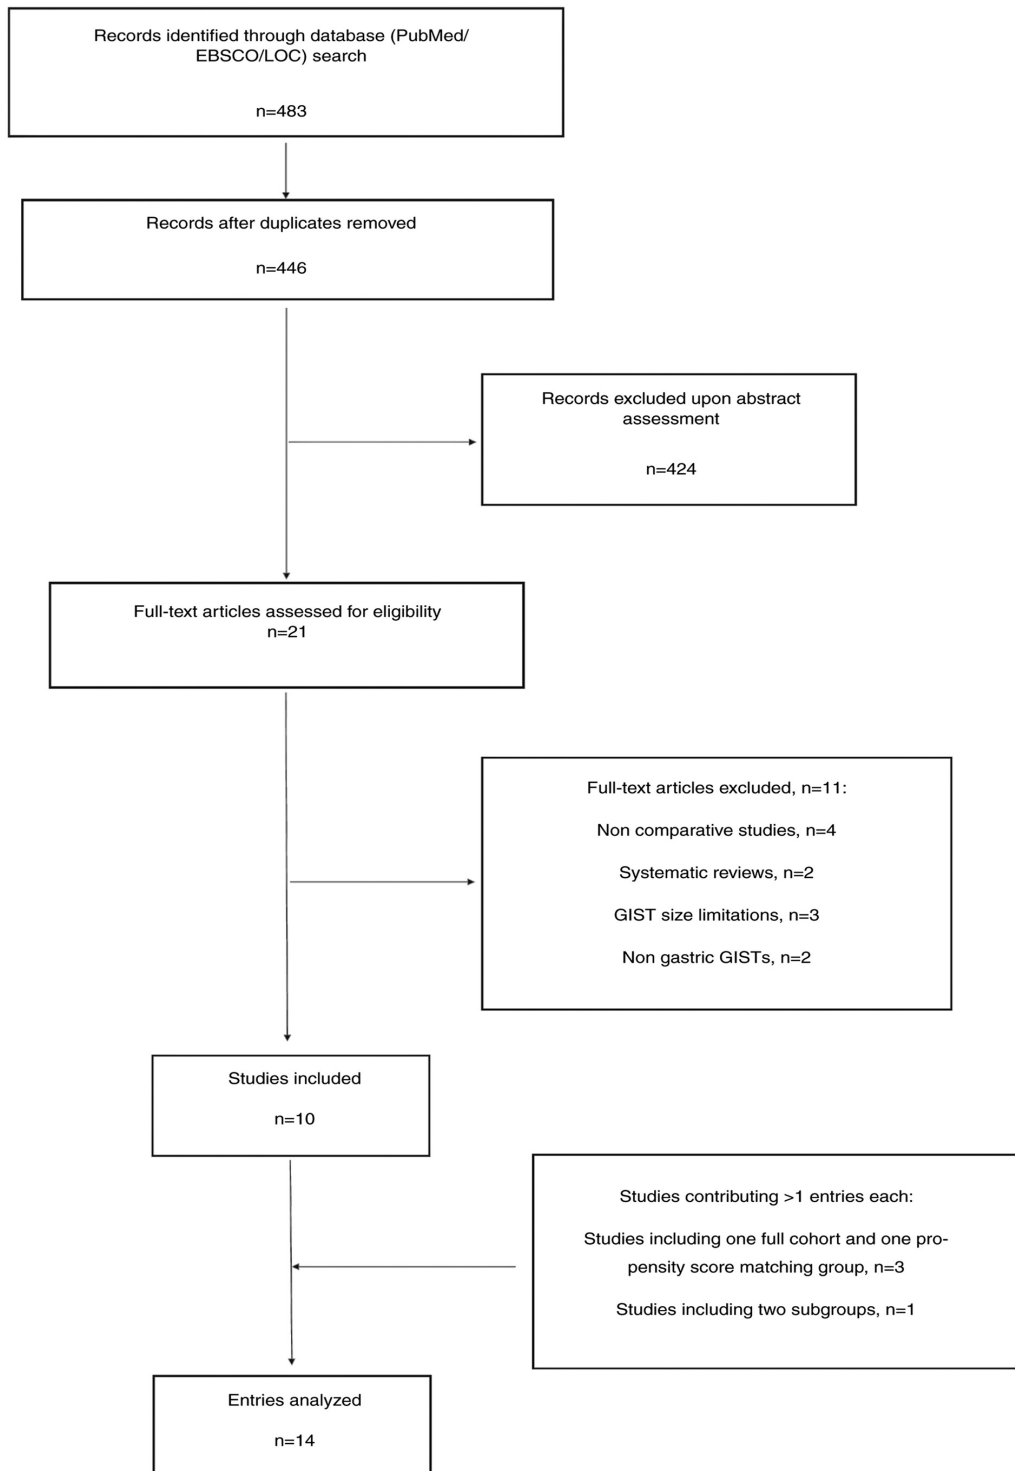 Records identified through database (PubMed/
EBSCO/LOC) search
n=483
Records after duplicates removed
n=446
Records excluded upon abstract
assessment
n=424
Full-text articles assessed for eligibility
n=21
Full-text articles excluded, n=11:
Non comparative studies, n=4
Systematic reviews, n=2
GIST size limitations, n=3
Non gastric GISTs, n=2
Studies included
n=10
Studies contributing >1 entries each:
Studies including one full cohort and one pro-
pensity score matching group, n=3
Studies including two subgroups, n=1
Entries analyzed
n=14